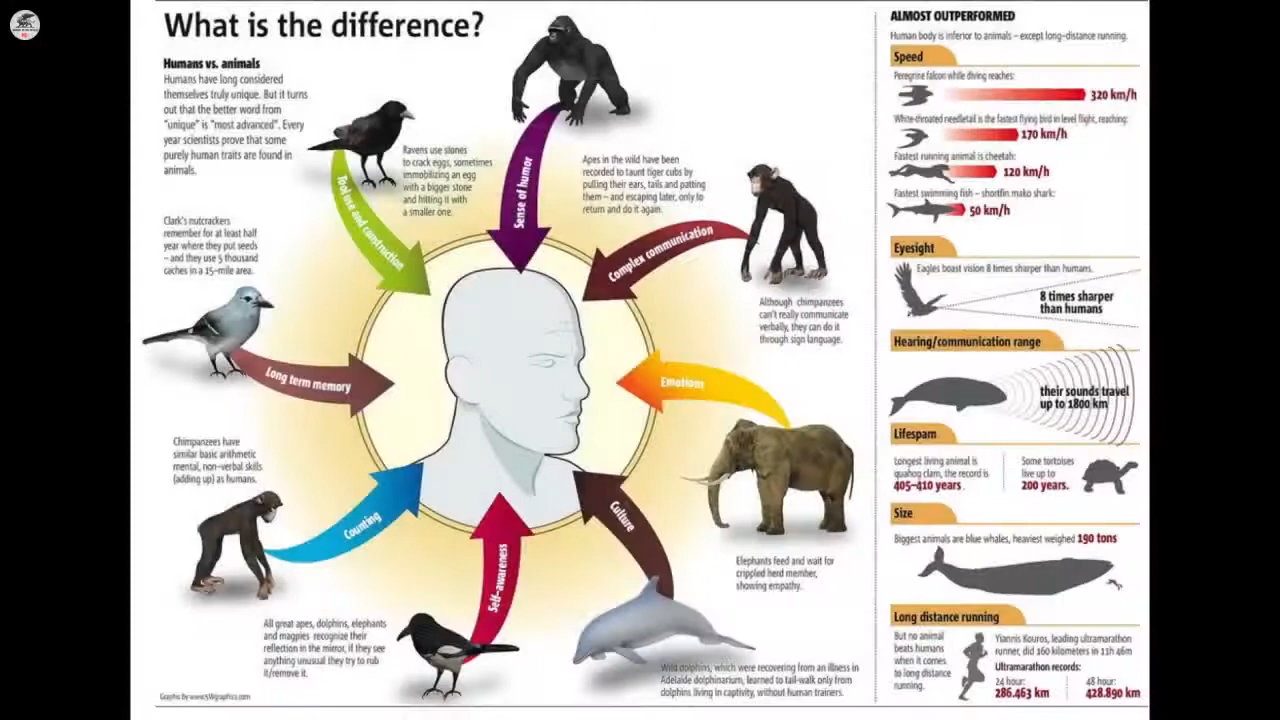 What is the difference?
Humans vs. animals
Humans have long considered
themselves truly unique. But it turns
out that the better word from
"unique" is "most advanced". Every
year scientists prove that some
purely human traits are found in
animals.
Ravens use stones
to crack eggs, sometimes
immobilizing an egg
with a bigger stone
and hitting it with
a smaller one.
Tool use and construction
Sense of humor
Apes in the wild have been
recorded to taunt tiger cubs by
pulling their ears, tails and patting
them – and escaping later, only to
return and do it again.
Complex communication
Although chimpanzees
can't really communicate
verbally, they can do it
through sign language.
Clark's nutcrackers
remember for at least half
year where they put seeds
– and they use 5 thousand
caches in a 15-mile area.
Long term memory
Emotions
Elephants feed and wait for
crippled herd member,
showing empathy.
Chimpanzees have
similar basic arithmetic
mental, non-verbal skills
(adding up) as humans.
Counting
Self-awareness
All great apes, dolphins, elephants
and magpies recognize their
reflection in the mirror, if they see
anything unusual they try to rub
it/remove it.
Culture
Wild dolphins, which were recovering from an illness in
Adelaide dolphinarium, learned to tail-walk only from
dolphins living in captivity, without human trainers.
Graphs By www.5Wgraphics.com
ALMOST OUTPERFORMED
Human body is inferior to animals – except long-distance running.
Speed
Peregrine falcon while diving reaches:
320 km/h
White-throated needletail is the fastest flying bird in level flight, reaching:
170 km/h
Fastest running animal is cheetah:
120 km/h
Fastest swimming fish – shortfin mako shark:
50 km/h
Eyesight
Eagles boast vision 8 times sharper than humans.
8 times sharper
than humans
Hearing/communication range
their sounds travel
up to 1800 km
Lifespam
Longest living animal is
quahog clam, the record is
405–410 years.
Some tortoises
live up to
200 years.
Size
Biggest animals are blue whales, heaviest weighed 190 tons
Long distance running
But no animal
beats humans
when it comes
to long distance
running.
Yiannis Kouros, leading ultramarathon
runner, did 160 kilometers in 11h 46m
Ultramarathon records:
24 hour:
286.463 km
48 hour:
428.890 km